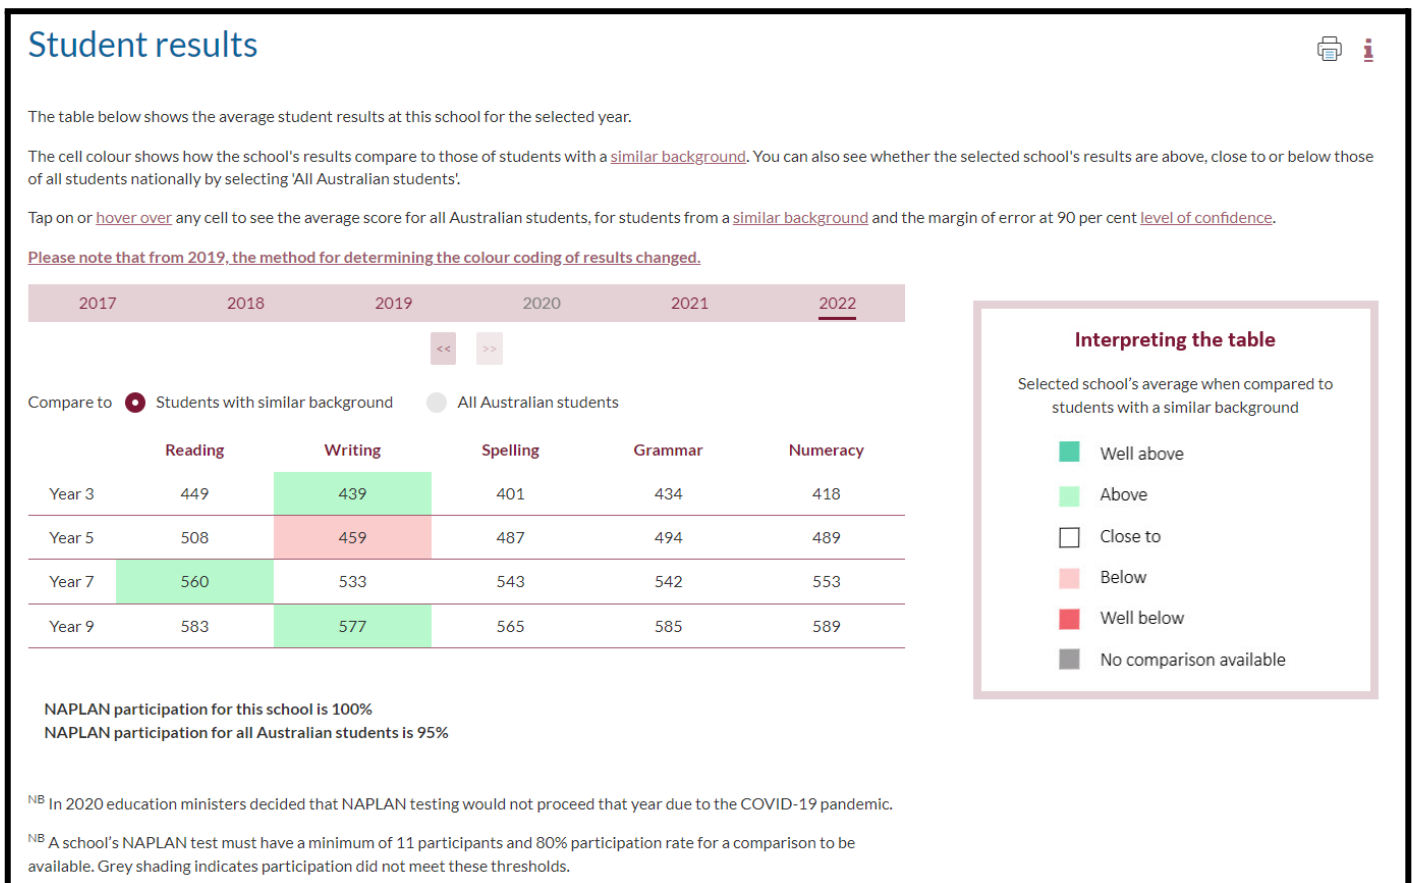 Student results
The table below shows the average student results at this school for the selected year.
The cell colour shows how the school's results compare to those of students with a similar background. You can also see whether the selected school's results are above, close to or below those
of all students nationally by selecting 'All Australian students'.
Tap on or hover over any cell to see the average score for all Australian students, for students from a similar background and the margin of error at 90 per cent level of confidence.
Please note that from 2019, the method for determining the colour coding of results changed.
2017 2018 2019 2020 2021 2022
<< >>
Compare to Students with similar background All Australian students
Reading Writing Spelling Grammar Numeracy
Year 3 449 439 401 434 418
Year 5 508 459 487 494 489
Year 7 560 533 543 542 553
Year 9 583 577 565 585 589
Interpreting the table
Selected school's average when compared to
students with a similar background
Well above
Above
Close to
Below
Well below
No comparison available
NAPLAN participation for this school is 100%
NAPLAN participation for all Australian students is 95%
NB In 2020 education ministers decided that NAPLAN testing would not proceed that year due to the COVID-19 pandemic.
NB A school's NAPLAN test must have a minimum of 11 participants and 80% participation rate for a comparison to be
available. Grey shading indicates participation did not meet these thresholds.